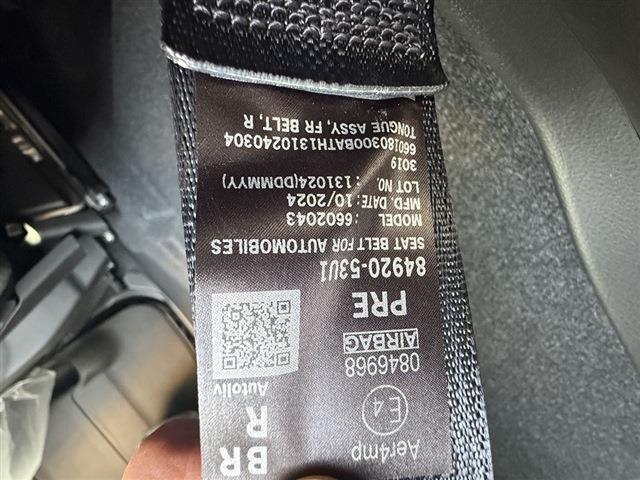 BR
R
Autoliv
Aer4mp
E4
0846968
AIRBAG
PRE
84920-53U1
SEAT BELT FOR AUTOMOBILES
MODEL : 6602043
MFD. DATE: 10/2024
LOT NO. : 131024(DDMMYY)
3019
660180300BATH1310240304
TONGUE ASSY, FR BELT, R